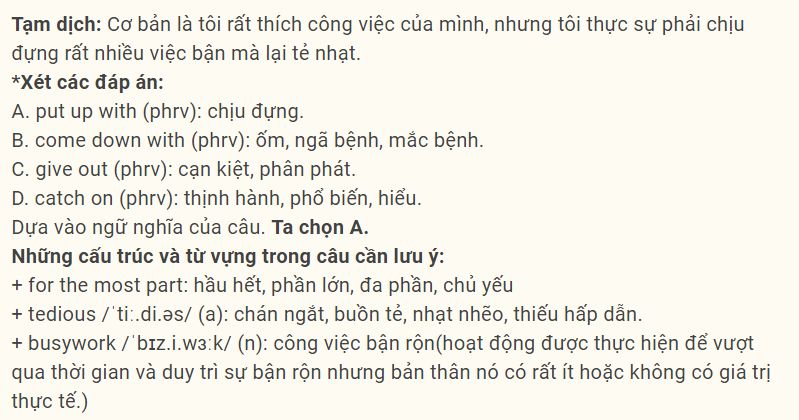 Tạm dịch: Cơ bản là tôi rất thích công việc của mình, nhưng tôi thực sự phải chịu
đựng rất nhiều việc bận mà lại tẻ nhạt.
*Xét các đáp án:
A. put up with (phrv): chịu đựng.
B. come down with (phrv): ốm, ngã bệnh, mắc bệnh.
C. give out (phrv): cạn kiệt, phân phát.
D. catch on (phrv): thịnh hành, phổ biến, hiểu.
Dựa vào ngữ nghĩa của câu. Ta chọn A.
Những cấu trúc và từ vựng trong câu cần lưu ý:
+ for the most part: hầu hết, phần lớn, đa phần, chủ yếu
+ tedious /ˈtiː.di.əs/ (a): chán ngắt, buồn tẻ, nhạt nhẽo, thiếu hấp dẫn.
+ busywork /ˈbɪz.i.wɜːk/ (n): công việc bận rộn(hoạt động được thực hiện để vượt
qua thời gian và duy trì sự bận rộn nhưng bản thân nó có rất ít hoặc không có giá trị
thực tế.)